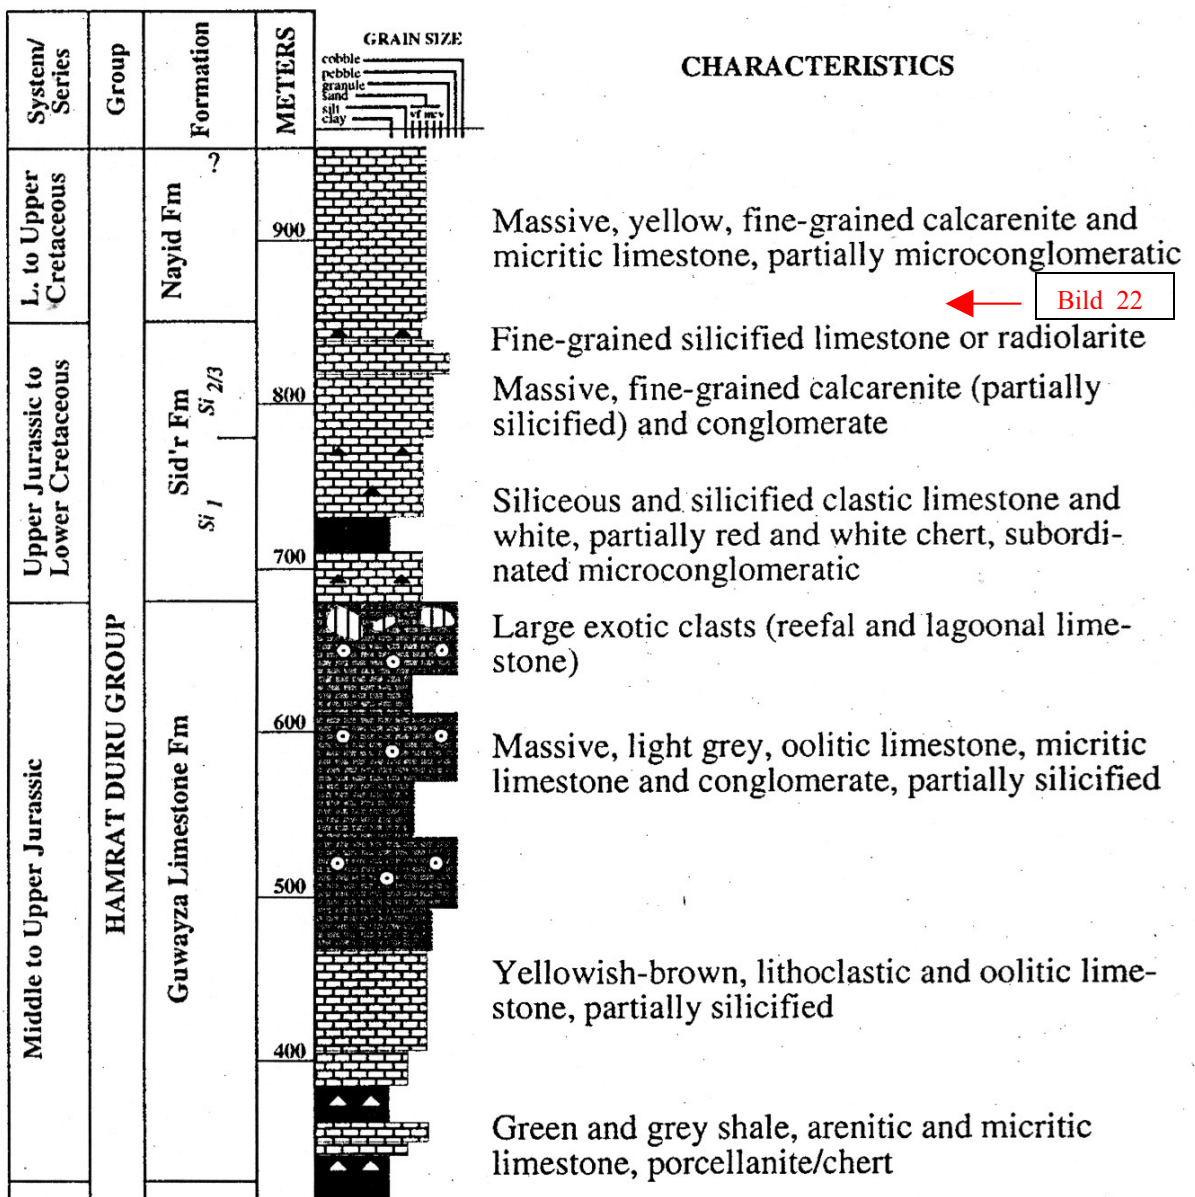 System/
Series
Group
Formation
METERS
GRAIN SIZE
cobble
pebble
granule
sand
silt
clay
vf m cv
CHARACTERISTICS
L. to Upper
Cretaceous
Nayid Fm
?
900
Massive, yellow, fine-grained calcarenite and
micritic limestone, partially microconglomeratic
Bild 22
Upper Jurassic to
Lower Cretaceous
Sid'r Fm
Si 2/3
Si 1
800
700
Fine-grained silicified limestone or radiolarite
Massive, fine-grained calcarenite (partially
silicified) and conglomerate
Siliceous and silicified clastic limestone and
white, partially red and white chert, subordi-
nated microconglomeratic
Middle to Upper Jurassic
HAMRAT DURU GROUP
Guwayza Limestone Fm
600
500
400
Large exotic clasts (reefal and lagoonal lime-
stone)
Massive, light grey, oolitic limestone, micritic
limestone and conglomerate, partially silicified
Yellowish-brown, lithoclastic and oolitic lime-
stone, partially silicified
Green and grey shale, arenitic and micritic
limestone, porcellanite/chert